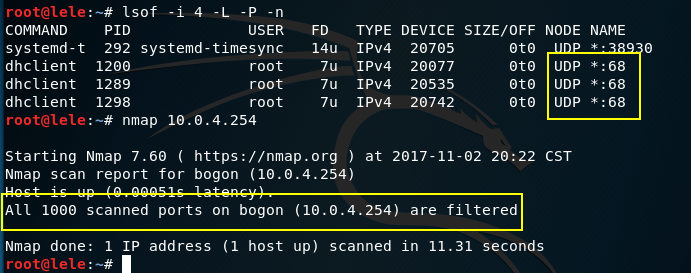 root@lele:~# lsof -i 4 -L -P -n
COMMAND    PID            USER   FD   TYPE DEVICE SIZE/OFF NODE NAME
systemd-t  292 systemd-timesync   14u  IPv4  20705      0t0  UDP *:38930
dhclient  1200            root    7u  IPv4  20077      0t0  UDP *:68
dhclient  1289            root    7u  IPv4  20535      0t0  UDP *:68
dhclient  1298            root    7u  IPv4  20742      0t0  UDP *:68
root@lele:~# nmap 10.0.4.254
Starting Nmap 7.60 ( https://nmap.org ) at 2017-11-02 20:22 CST
Nmap scan report for bogon (10.0.4.254)
Host is up (0.00051s latency).
All 1000 scanned ports on bogon (10.0.4.254) are filtered
Nmap done: 1 IP address (1 host up) scanned in 11.31 seconds
root@lele:~#